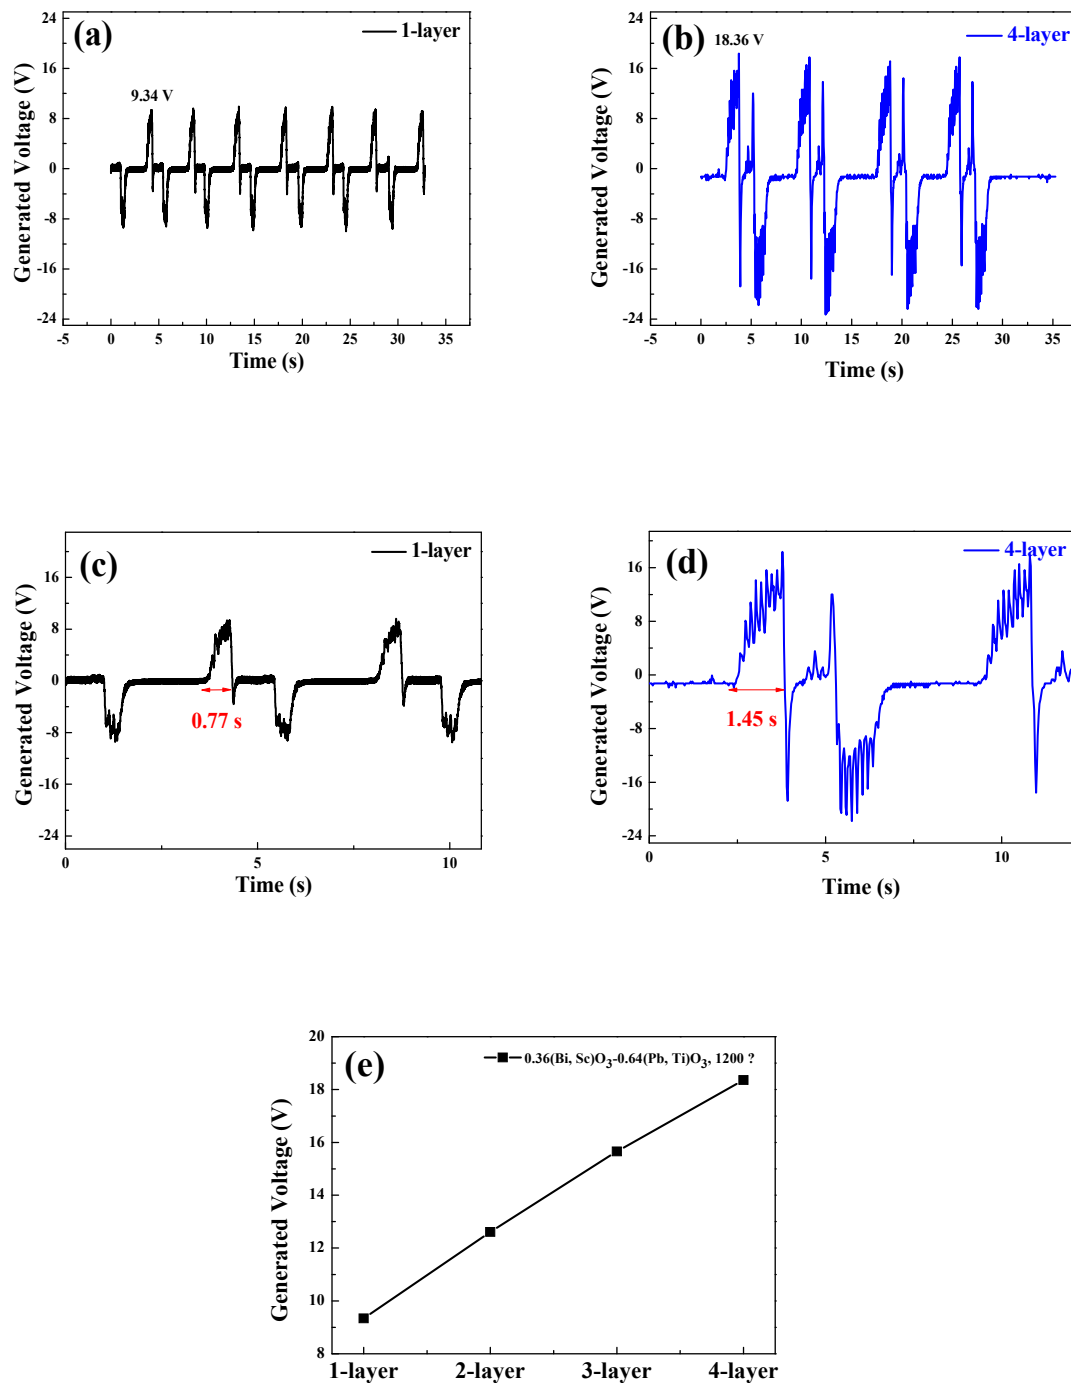 (a)
1-layer
9.34 V
24
16
8
0
-8
-16
-24
Generated Voltage (V)
-5 0 5 10 15 20 25 30 35
Time (s)
(b)
4-layer
18.36 V
24
16
8
0
-8
-16
-24
Generated Voltage (V)
-5 0 5 10 15 20 25 30 35
Time (s)
(c)
1-layer
16
8
0
-8
-16
-24
Generated Voltage (V)
0.77 s
0 5 10
Time (s)
(d)
4-layer
16
8
0
-8
-16
-24
Generated Voltage (V)
1.45 s
0 5 10
Time (s)
(e)
0.36(Bi, Sc)O3-0.64(Pb, Ti)O3, 1200 ?
20
18
16
14
12
10
8
Generated Voltage (V)
1-layer 2-layer 3-layer 4-layer